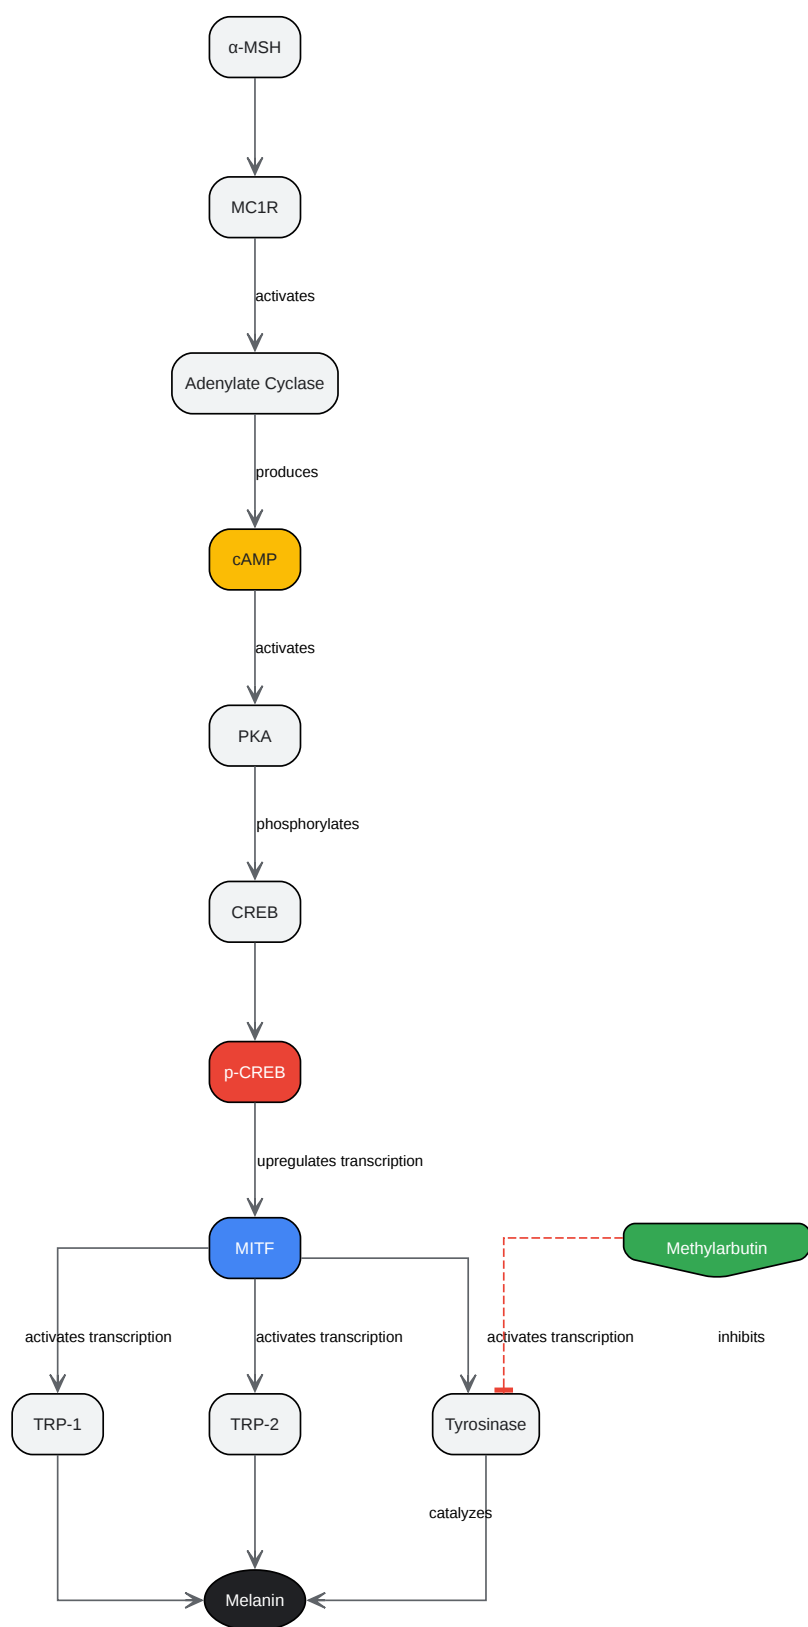 α-MSH
MC1R
activates
Adenylate Cyclase
produces
cAMP
activates
PKA
phosphorylates
CREB
p-CREB
upregulates transcription
MITF
Methylarbutin
activates transcription
activates transcription
activates transcription
inhibits
TRP-1
TRP-2
Tyrosinase
catalyzes
Melanin